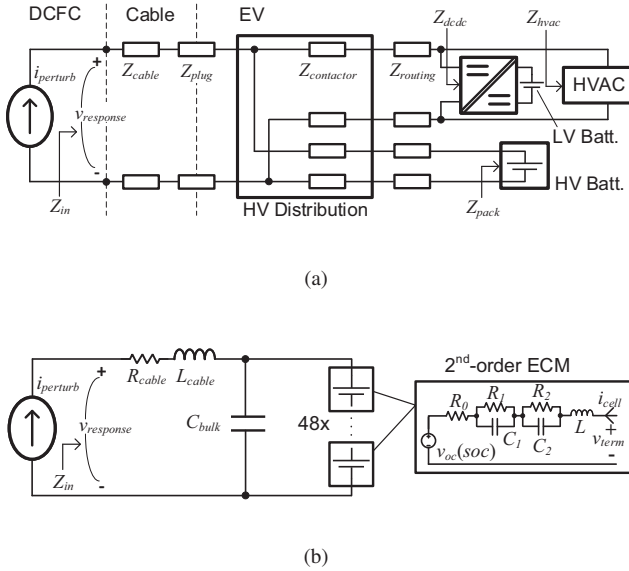 DCFC Cable EV
i_perturb
v_response
+
-
Z_in
Z_cable Z_plug
Z_contactor Z_routing
Z_dcdc Z_hvac
HVAC
LV Batt.
HV Batt.
Z_pack
HV Distribution
(a)
i_perturb
v_response
+
-
Z_in
R_cable L_cable
C_bulk
48x
2nd-order ECM
R_0 R_1 R_2
C_1 C_2 L
i_cell
v_oc(soc)
+
v_term
-
(b)